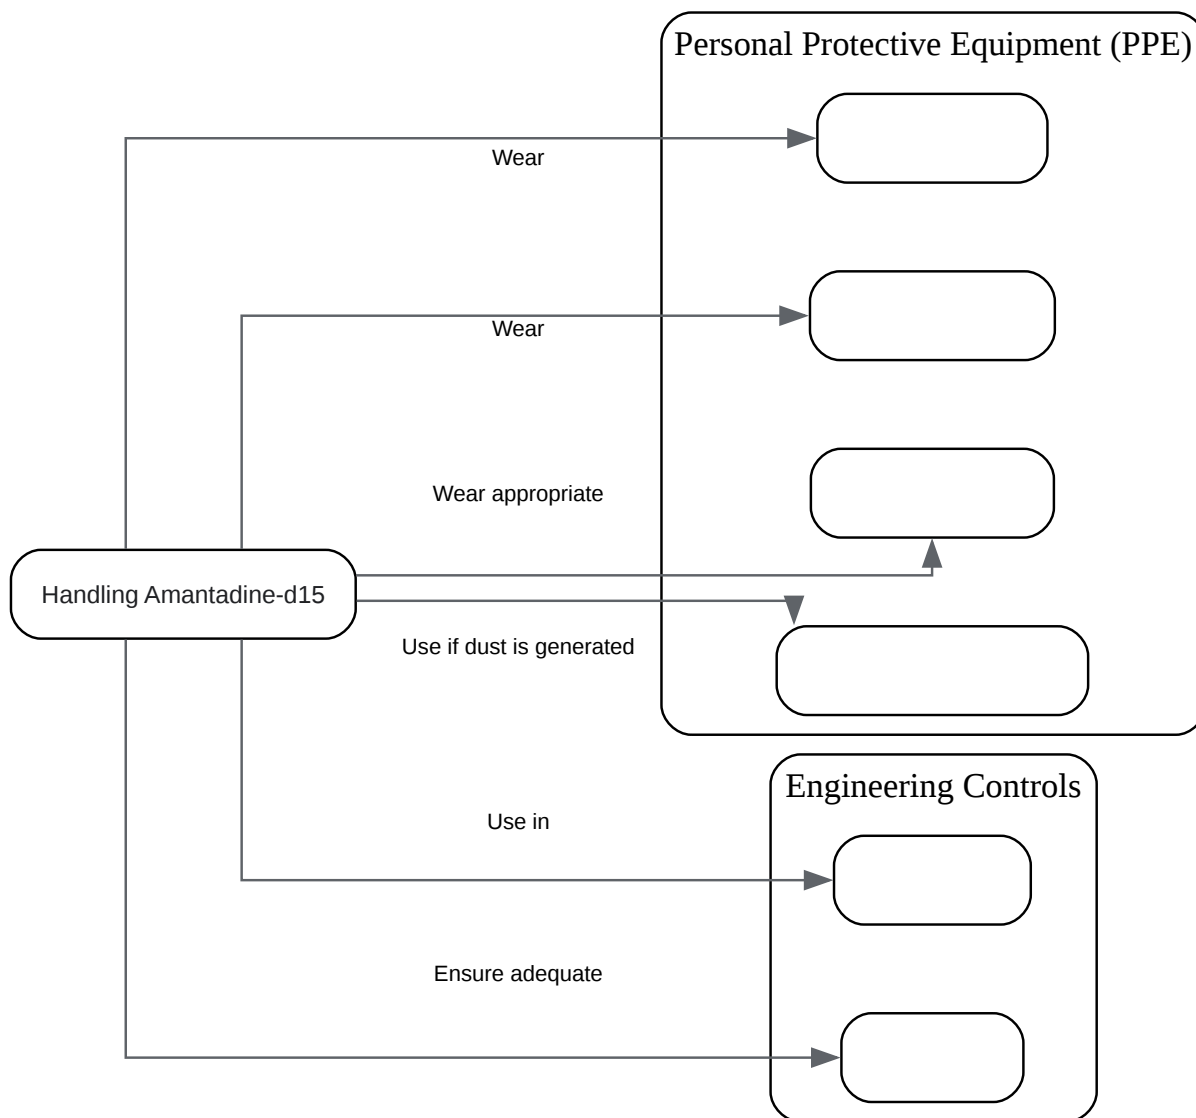 Personal Protective Equipment (PPE)
Wear
Wear
Wear appropriate
Handling Amantadine-d15
Use if dust is generated
Engineering Controls
Use in
Ensure adequate